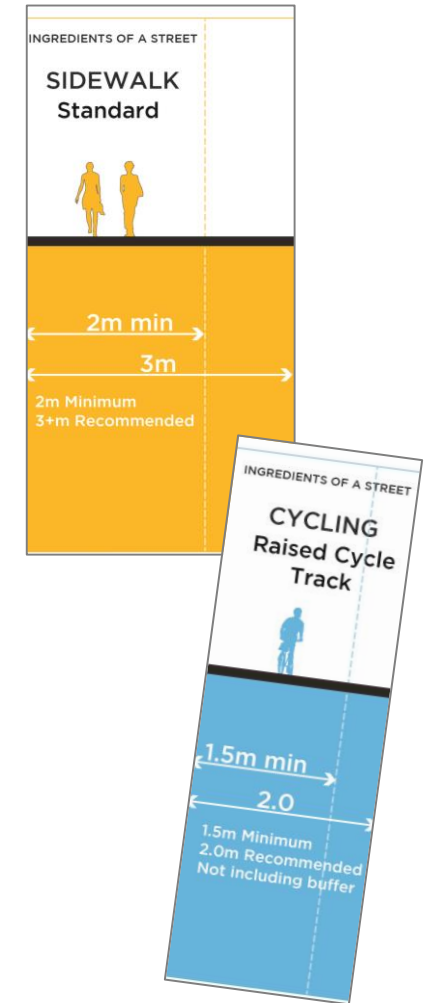 INGREDIENTS OF A STREET
SIDEWALK
Standard
2m min
3m
2m Minimum
3+m Recommended
INGREDIENTS OF A STREET
CYCLING
Raised Cycle
Track
1.5m min
2.0
1.5m Minimum
2.0m Recommended
Not including buffer